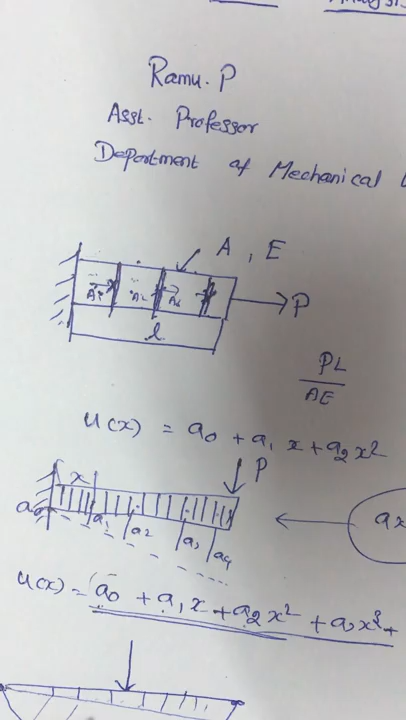 Ramu. P
Asst. Professor
Department of Mechanical
A , E
P
l
PL
AE
u(x) = a₀ + a₁ x + a₂ x²
x
P
a₁ a₂ a₃ a₄
ax
u(x) = a₀ + a₁ x + a₂ x² + a₃ x³ +